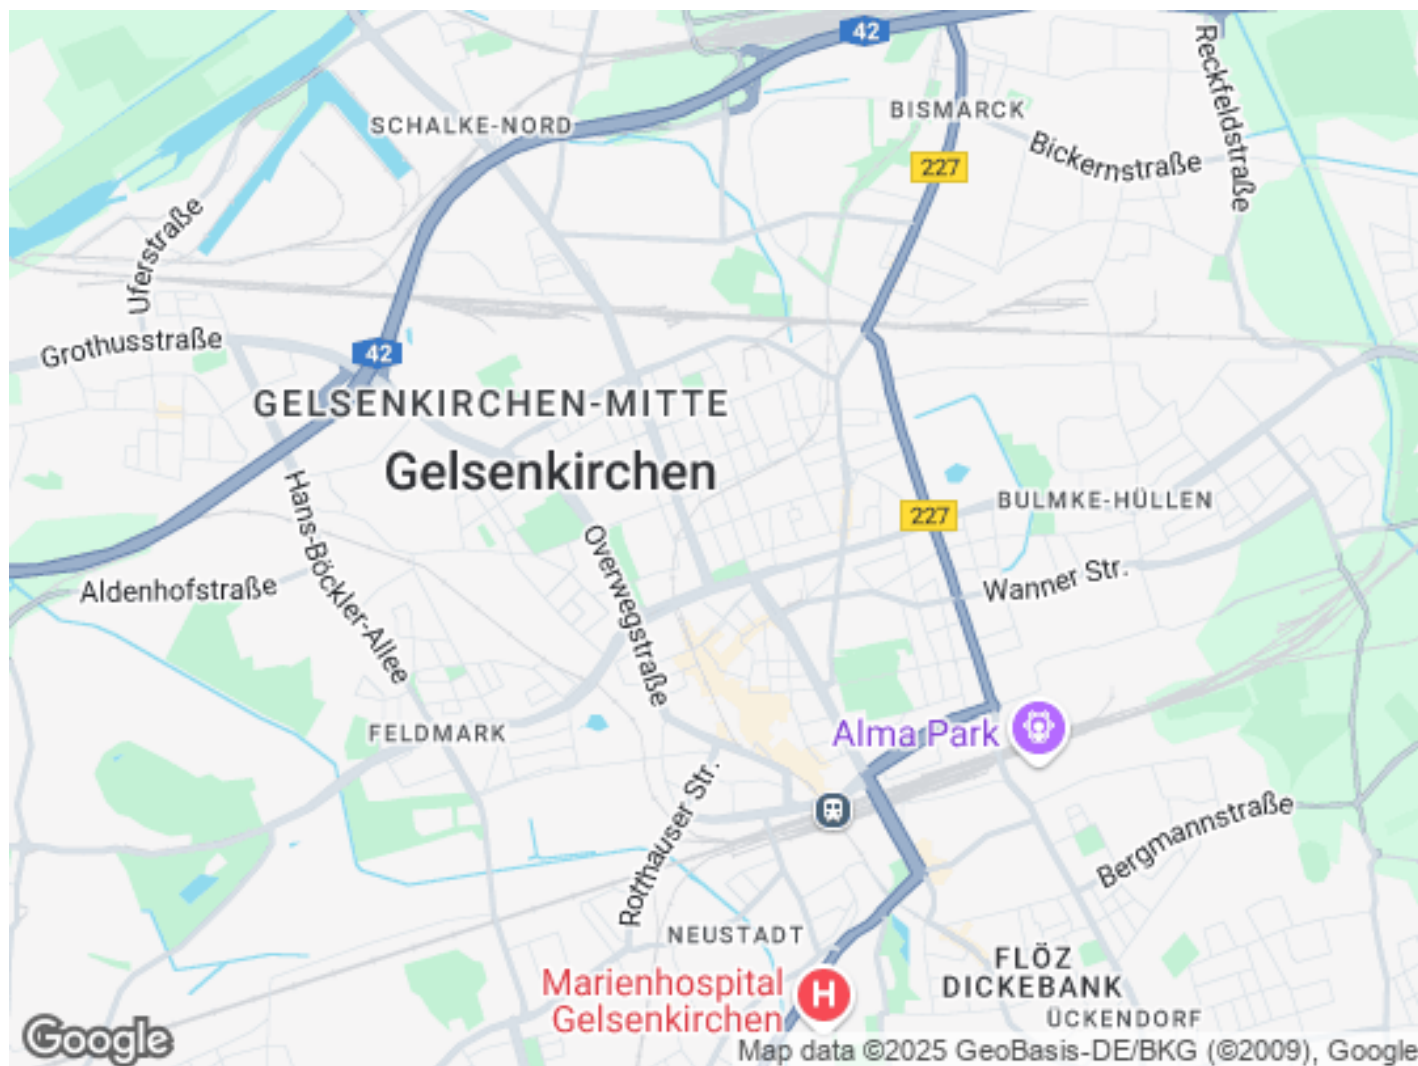 42
SCHALKE-NORD
BISMARCK
Reckfeldstraße
Bickernstraße
227
Uferstraße
Grothusstraße
42
GELSENKIRCHEN-MITTE
Gelsenkirchen
Hans-Böckler-Allee
BULMKE-HÜLLEN
227
Overwegstraße
Aldenhofstraße
Wanner Str.
FELDMARK
Alma Park
Rotthauser Str.
Bergmannstraße
NEUSTADT
FLÖZ
DICKEBANK
Marienhospital
Gelsenkirchen
H
ÜCKENDORF
Google
Map data ©2025 GeoBasis-DE/BKG (©2009), Google